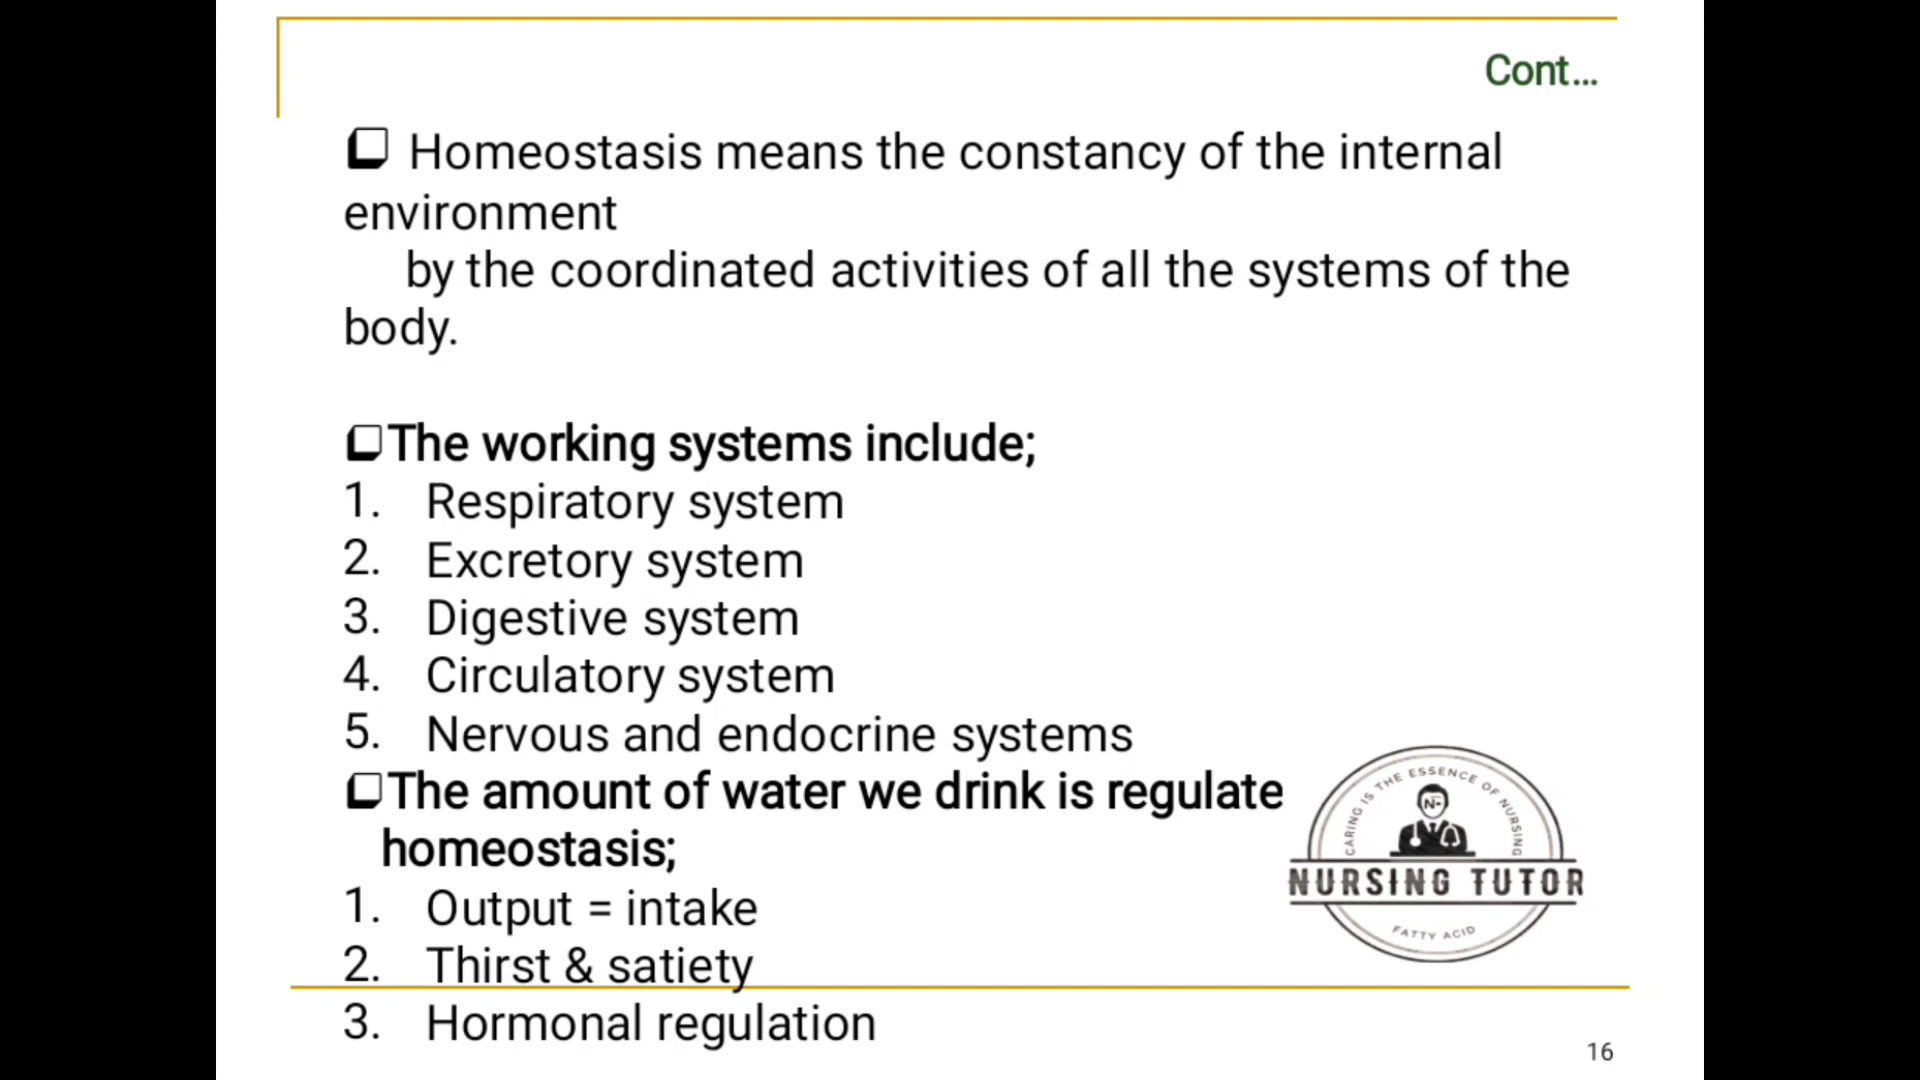 Cont...
❑ Homeostasis means the constancy of the internal
environment
by the coordinated activities of all the systems of the
body.
❑The working systems include;
1. Respiratory system
2. Excretory system
3. Digestive system
4. Circulatory system
5. Nervous and endocrine systems
❑The amount of water we drink is regulate
homeostasis;
1. Output = intake
2. Thirst & satiety
3. Hormonal regulation
CARING IS THE ESSENCE OF NURSING
N-
NURSING TUTOR
FATTY ACID
16